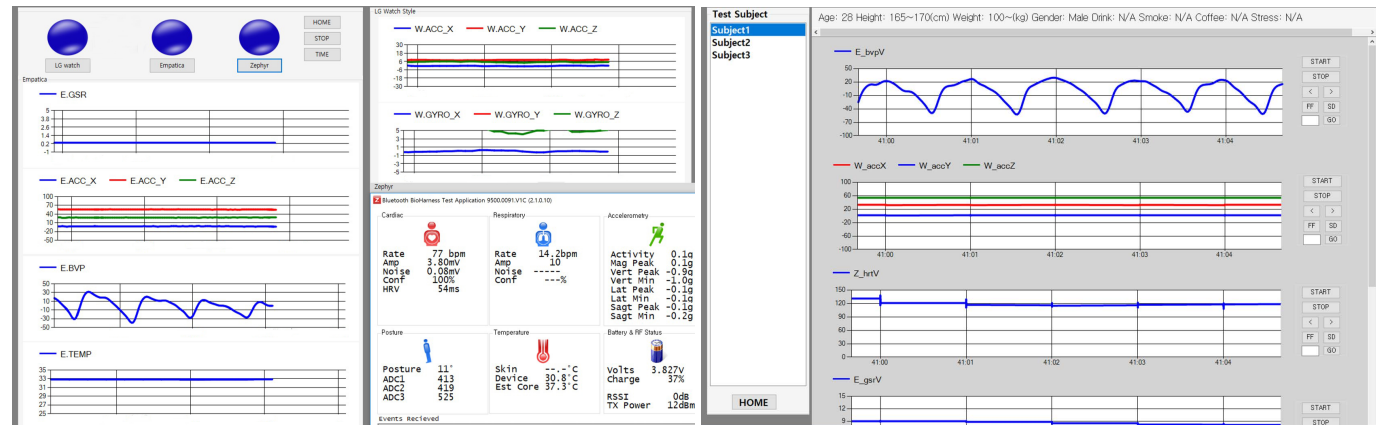 HOME
STOP
TIME
LG watch
Empatica
Zephyr
Empatica
E.GSR
5
3.8
2.6
1.4
0.2
-1
E.ACC_X E.ACC_Y E.ACC_Z
100
70
40
10
-20
-50
E.BVP
50
30
10
-10
-30
-50
E.TEMP
35
33
31
29
27
25
LG Watch Style
W.ACC_X W.ACC_Y W.ACC_Z
30
18
6
-6
-18
-30
W.GYRO_X W.GYRO_Y W.GYRO_Z
5
3
1
-1
-3
-5
Zephyr
Z Bluetooth BioHarness Test Application 9500.0091.V1C (2.1.0.10)
Cardiac
Rate 77 bpm
Amp 3.80mV
Noise 0.08mV
Conf 100%
HRV 54ms
Respiratory
Rate 14.2bpm
Amp 10
Noise -----
Conf ---%
Accelerometry
Activity 0.1g
Mag Peak 0.1g
Vert Peak -0.9g
Vert Min -1.0g
Lat Peak -0.1g
Lat Min -0.1g
Sagt Peak -0.1g
Sagt Min -0.2g
Posture
Posture 11°
ADC1 413
ADC2 419
ADC3 525
Temperature
Skin --.-°C
Device 30.8°C
Est Core 37.3°C
Battery & RF Status
Volts 3.827V
Charge 37%
RSSI 0dB
TX Power 12dBm
Events Recieved
Test Subject
Subject1
Subject2
Subject3
HOME
Age: 28 Height: 165~170(cm) Weight: 100~(kg) Gender: Male Drink: N/A Smoke: N/A Coffee: N/A Stress: N/A
E_bvpV
50
20
-10
-40
-70
-100
41:00 41:01 41:02 41:03 41:04
START
STOP
< >
FF SD
GO
W_accX W_accY W_accZ
100
60
20
-20
-60
-100
41:00 41:01 41:02 41:03 41:04
START
STOP
< >
FF SD
GO
Z_hrtV
150
120
90
60
30
0
41:00 41:01 41:02 41:03 41:04
START
STOP
< >
FF SD
GO
E_gsrV
15
12
9
START
STOP